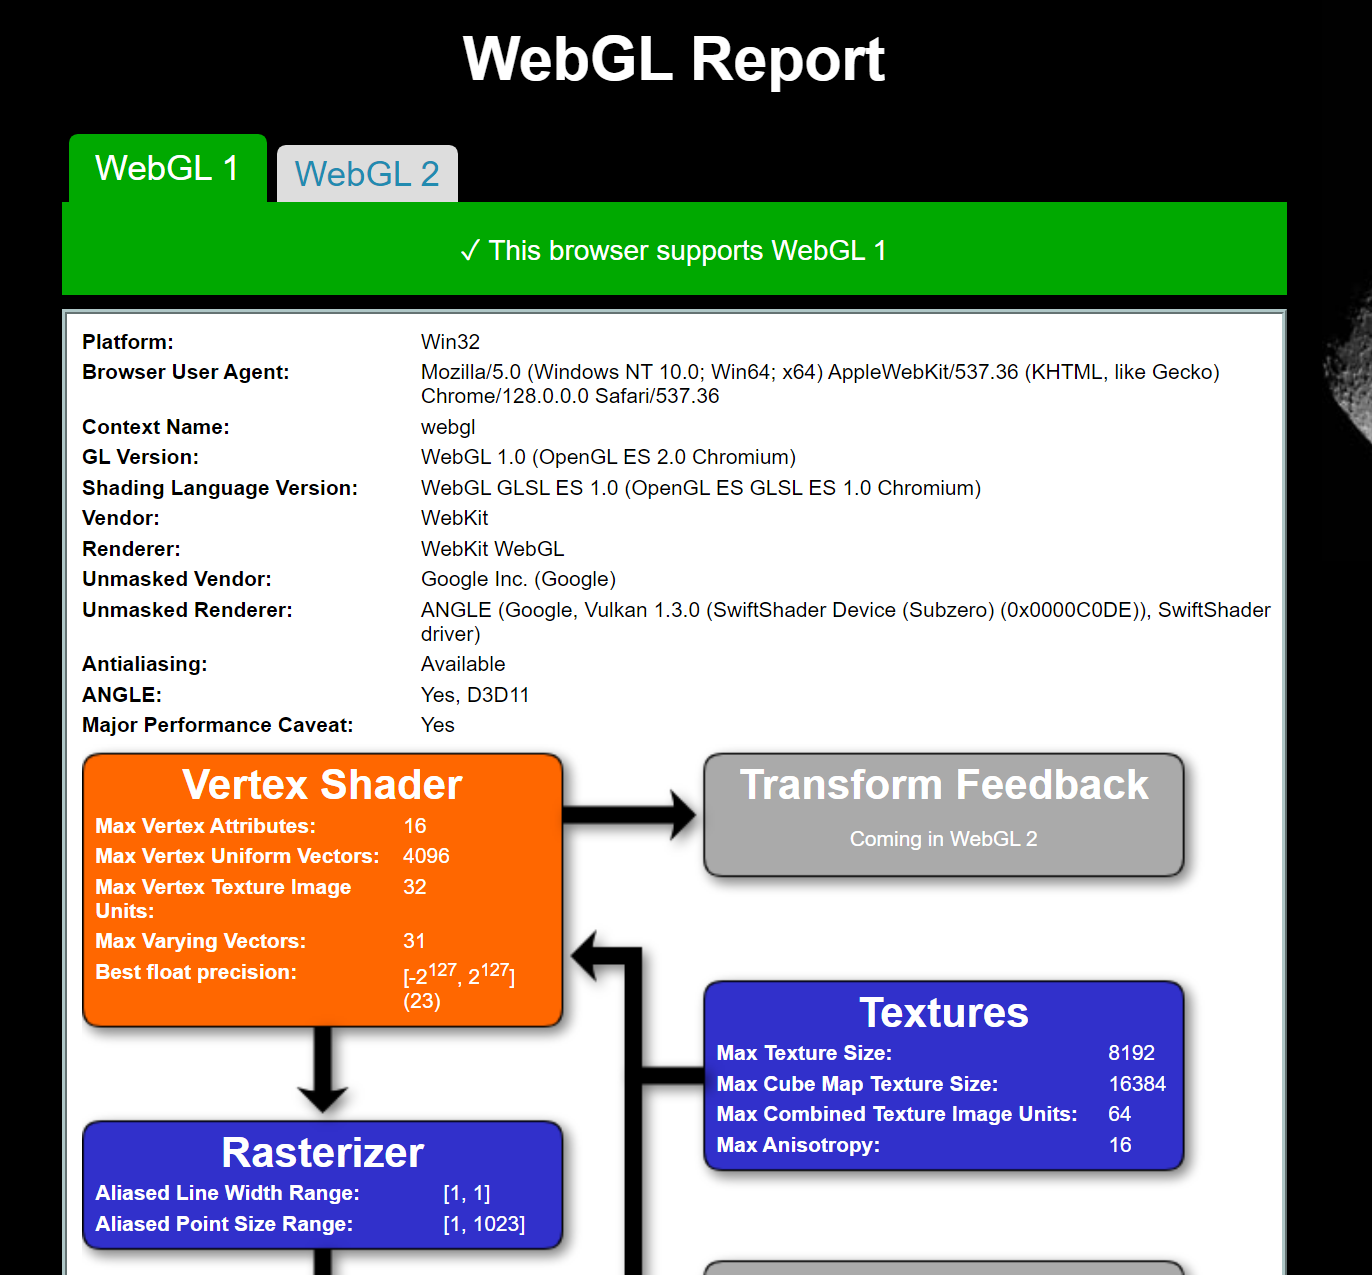 WebGL Report
WebGL 1
WebGL 2
✓ This browser supports WebGL 1
Platform: Win32
Browser User Agent: Mozilla/5.0 (Windows NT 10.0; Win64; x64) AppleWebKit/537.36 (KHTML, like Gecko)
Chrome/128.0.0.0 Safari/537.36
Context Name: webgl
GL Version: WebGL 1.0 (OpenGL ES 2.0 Chromium)
Shading Language Version: WebGL GLSL ES 1.0 (OpenGL ES GLSL ES 1.0 Chromium)
Vendor: WebKit
Renderer: WebKit WebGL
Unmasked Vendor: Google Inc. (Google)
Unmasked Renderer: ANGLE (Google, Vulkan 1.3.0 (SwiftShader Device (Subzero) (0x0000C0DE)), SwiftShader
driver)
Antialiasing: Available
ANGLE: Yes, D3D11
Major Performance Caveat: Yes
Vertex Shader
Max Vertex Attributes: 16
Max Vertex Uniform Vectors: 4096
Max Vertex Texture Image 32
Units:
Max Varying Vectors: 31
Best float precision: [-2¹²⁷, 2¹²⁷]
(23)
Transform Feedback
Coming in WebGL 2
Textures
Max Texture Size: 8192
Max Cube Map Texture Size: 16384
Max Combined Texture Image Units: 64
Max Anisotropy: 16
Rasterizer
Aliased Line Width Range: [1, 1]
Aliased Point Size Range: [1, 1023]